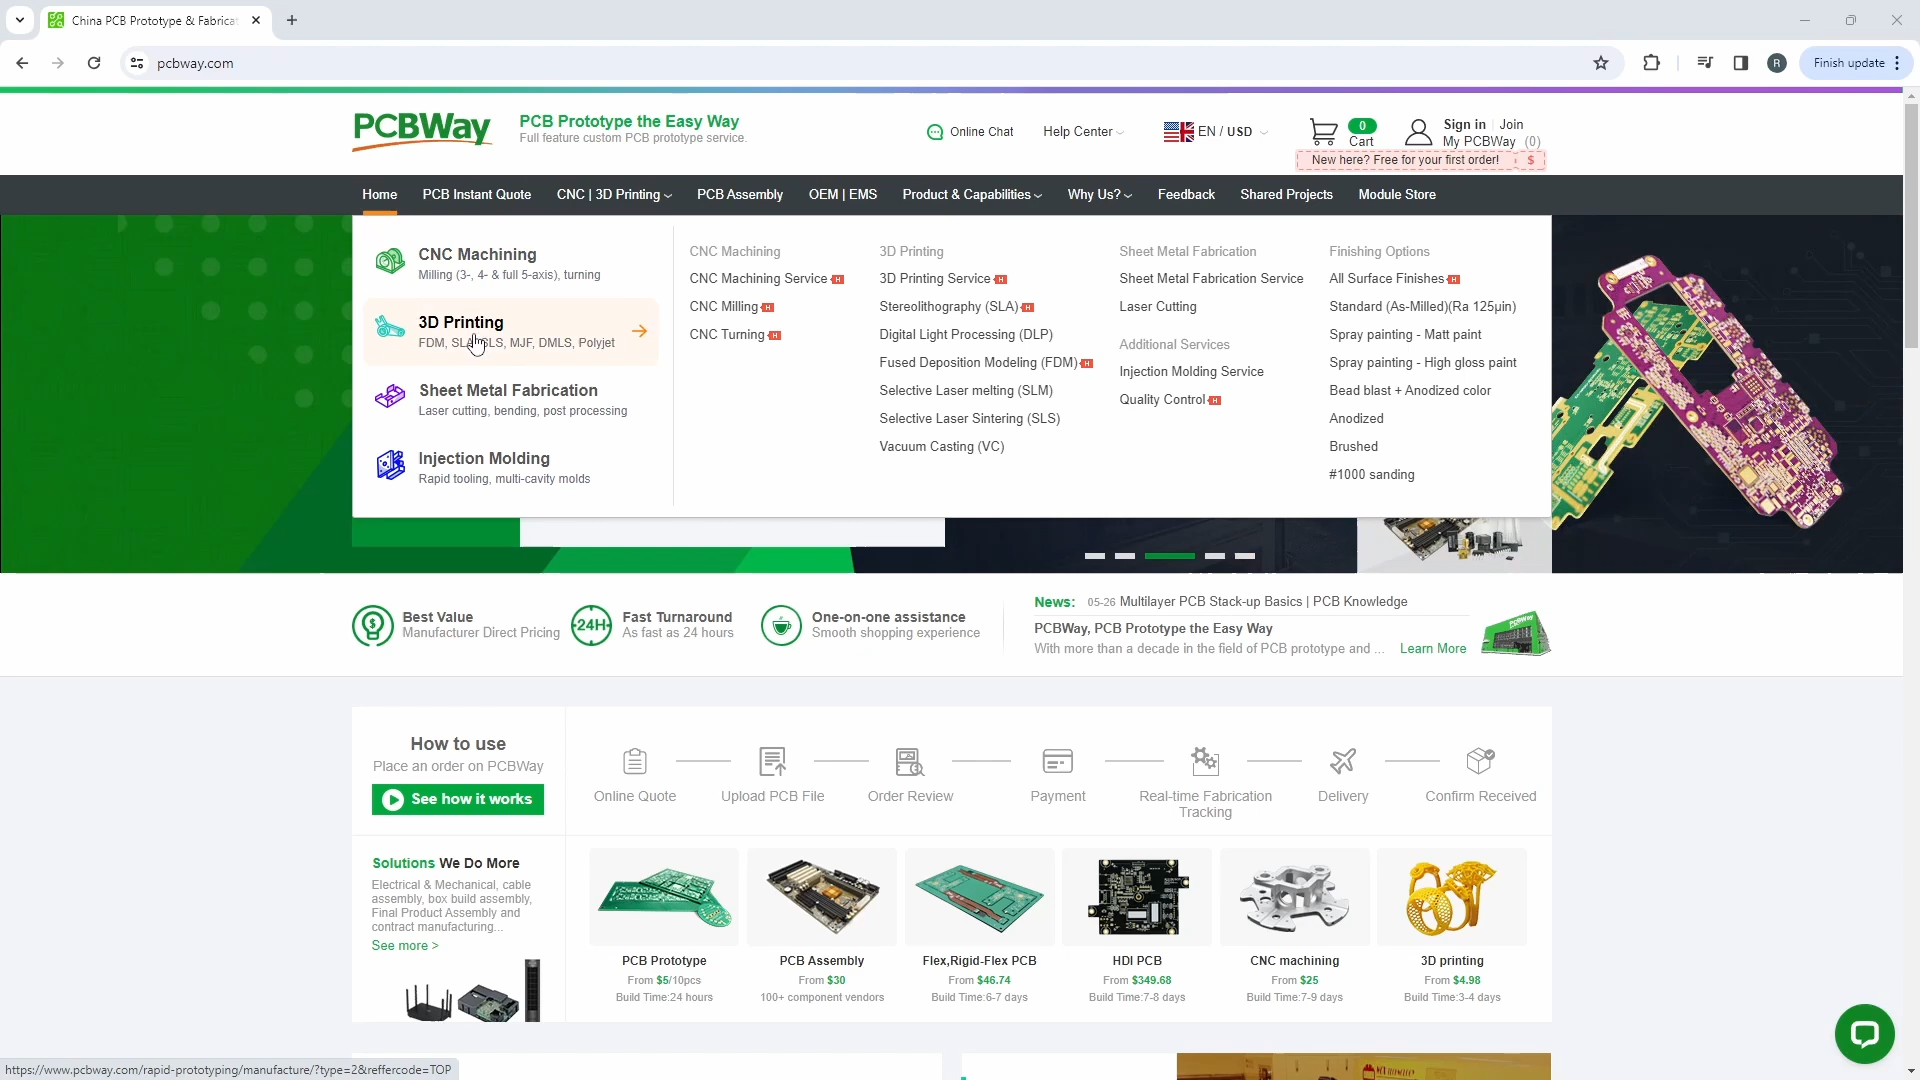 China PCB Prototype & Fabrica
pcbway.com
R
Finish update
PCBWay
PCB Prototype the Easy Way
Full feature custom PCB prototype service.
Online Chat
Help Center
EN / USD
0
Cart
Sign in
Join
My PCBWay (0)
New here? Free for your first order!
$
Home
PCB Instant Quote
CNC | 3D Printing
PCB Assembly
OEM | EMS
Product & Capabilities
Why Us?
Feedback
Shared Projects
Module Store
CNC Machining
Milling (3-, 4- & full 5-axis), turning
3D Printing
FDM, SLA, SLS, MJF, DMLS, Polyjet
Sheet Metal Fabrication
Laser cutting, bending, post processing
Injection Molding
Rapid tooling, multi-cavity molds
CNC Machining
CNC Machining Service H
CNC Milling H
CNC Turning H
3D Printing
3D Printing Service H
Stereolithography (SLA) H
Digital Light Processing (DLP)
Fused Deposition Modeling (FDM) H
Selective Laser melting (SLM)
Selective Laser Sintering (SLS)
Vacuum Casting (VC)
Sheet Metal Fabrication
Sheet Metal Fabrication Service
Laser Cutting
Additional Services
Injection Molding Service
Quality Control H
Finishing Options
All Surface Finishes H
Standard (As-Milled)(Ra 125µin)
Spray painting - Matt paint
Spray painting - High gloss paint
Bead blast + Anodized color
Anodized
Brushed
#1000 sanding
Best Value
Manufacturer Direct Pricing
24H
Fast Turnaround
As fast as 24 hours
One-on-one assistance
Smooth shopping experience
News: 05-26 Multilayer PCB Stack-up Basics | PCB Knowledge
PCBWay, PCB Prototype the Easy Way
With more than a decade in the field of PCB prototype and ... Learn More
How to use
Place an order on PCBWay
See how it works
Online Quote
Upload PCB File
Order Review
Payment
Real-time Fabrication
Tracking
Delivery
Confirm Received
Solutions We Do More
Electrical & Mechanical, cable
assembly, box build assembly,
Final Product Assembly and
contract manufacturing...
See more >
PCB Prototype
From $5/10pcs
Build Time:24 hours
PCB Assembly
From $30
100+ component vendors
Flex,Rigid-Flex PCB
From $46.74
Build Time:6-7 days
HDI PCB
From $349.68
Build Time:7-8 days
CNC machining
From $25
Build Time:7-9 days
3D printing
From $4.98
Build Time:3-4 days
https://www.pcbway.com/rapid-prototyping/manufacture/?type=2&reffercode=TOP